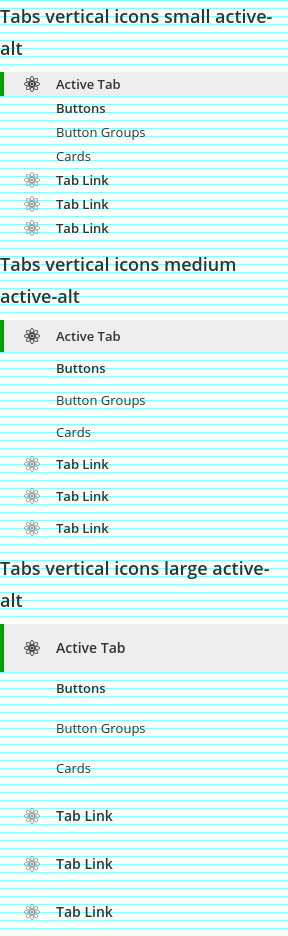 Tabs vertical icons small active-
alt
Active Tab
Buttons
Button Groups
Cards
Tab Link
Tab Link
Tab Link
Tabs vertical icons medium
active-alt
Active Tab
Buttons
Button Groups
Cards
Tab Link
Tab Link
Tab Link
Tabs vertical icons large active-
alt
Active Tab
Buttons
Button Groups
Cards
Tab Link
Tab Link
Tab Link